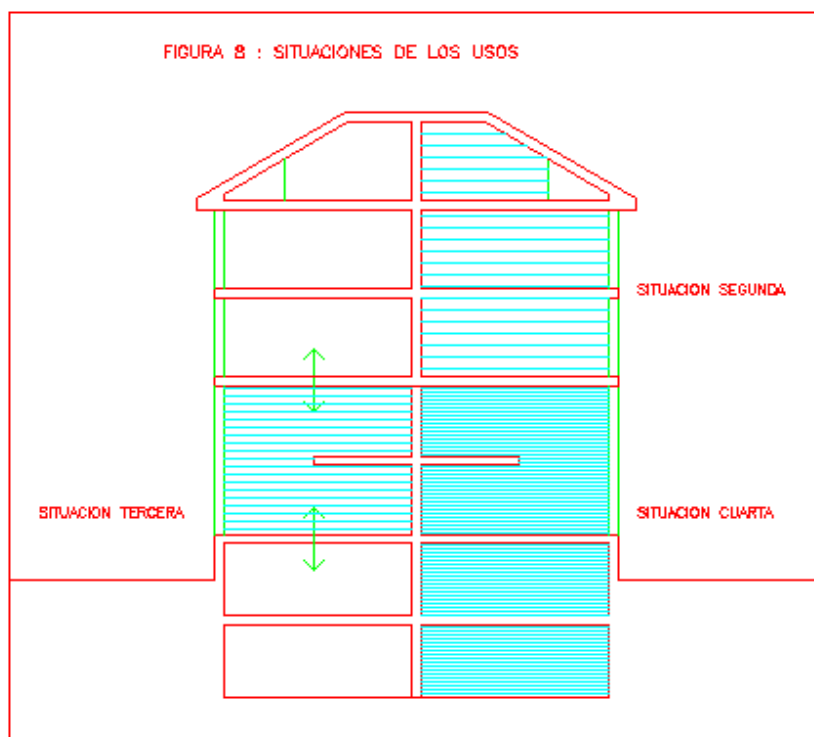 FIGURA 8 : SITUACIONES DE LOS USOS
SITUACION SEGUNDA
SITUACION TERCERA
SITUACION CUARTA